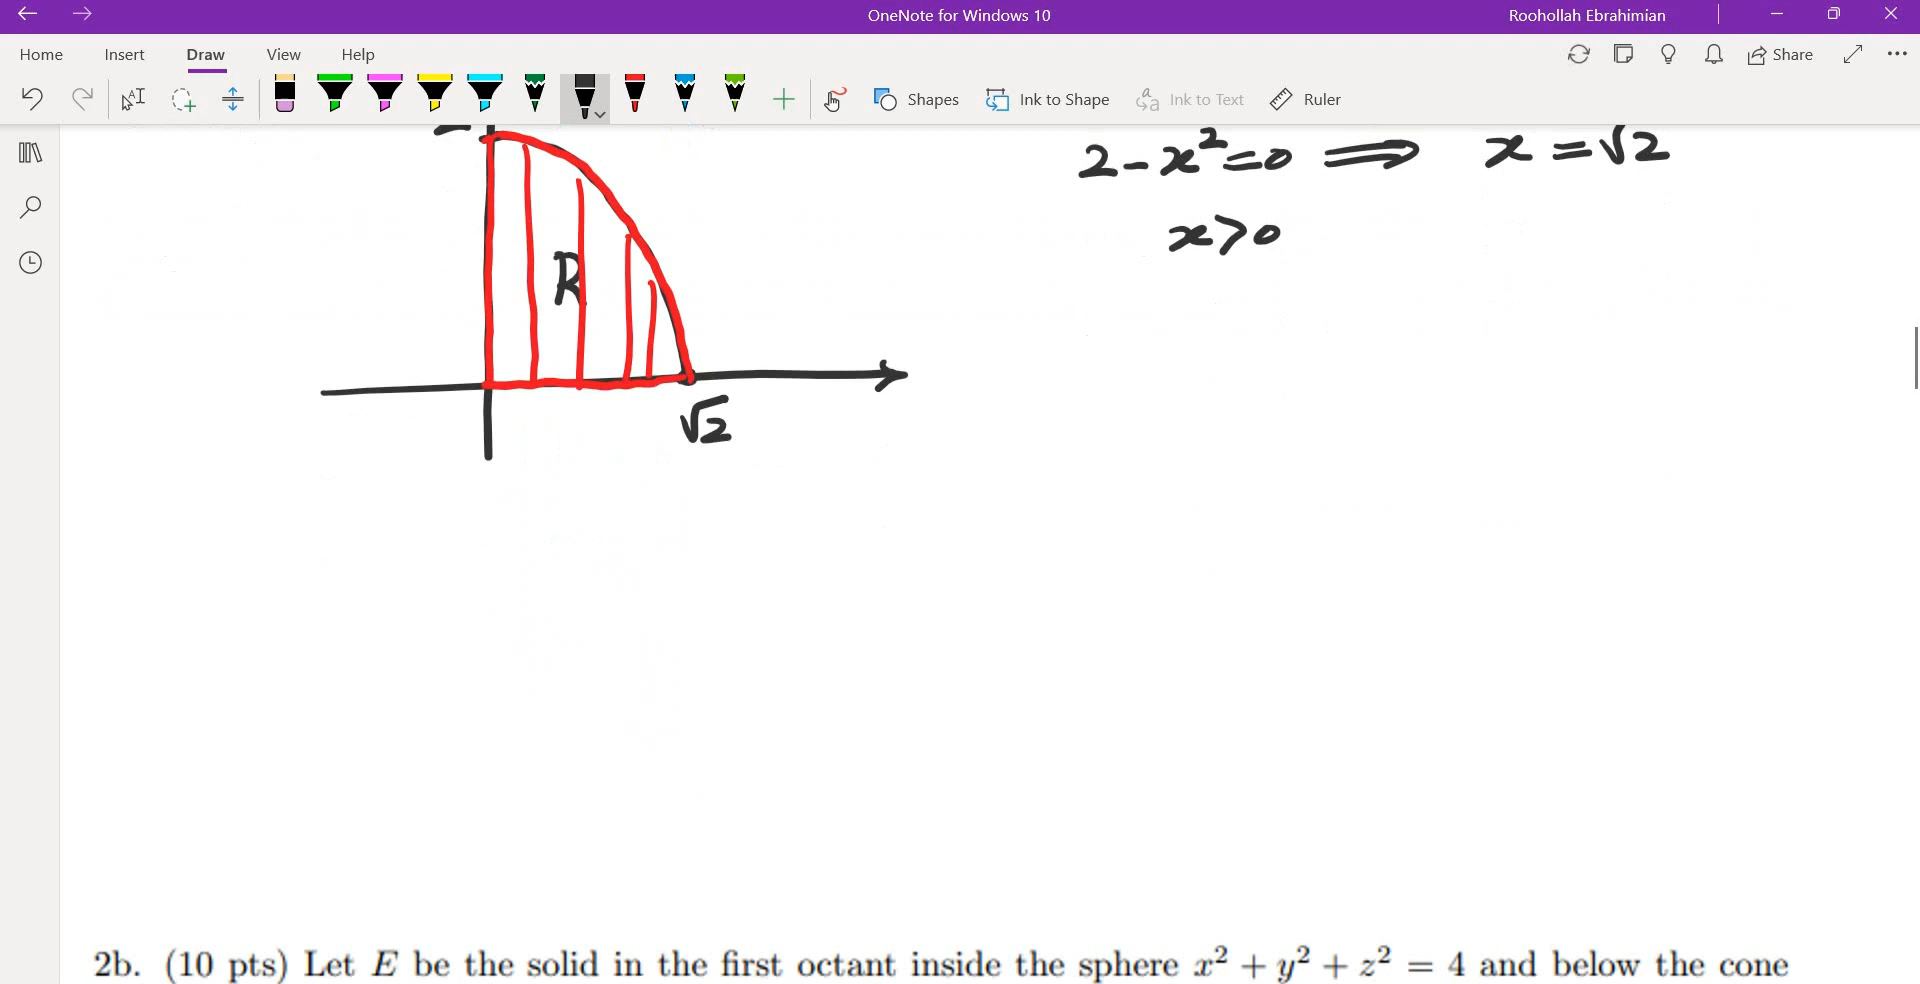 OneNote for Windows 10
Roohollah Ebrahimian
Home Insert Draw View Help
Share
Shapes Ink to Shape Ink to Text Ruler
2-x²=0 ⟹ x=√2
x>0
R
√2
2b. (10 pts) Let E be the solid in the first octant inside the sphere x² + y² + z² = 4 and below the cone